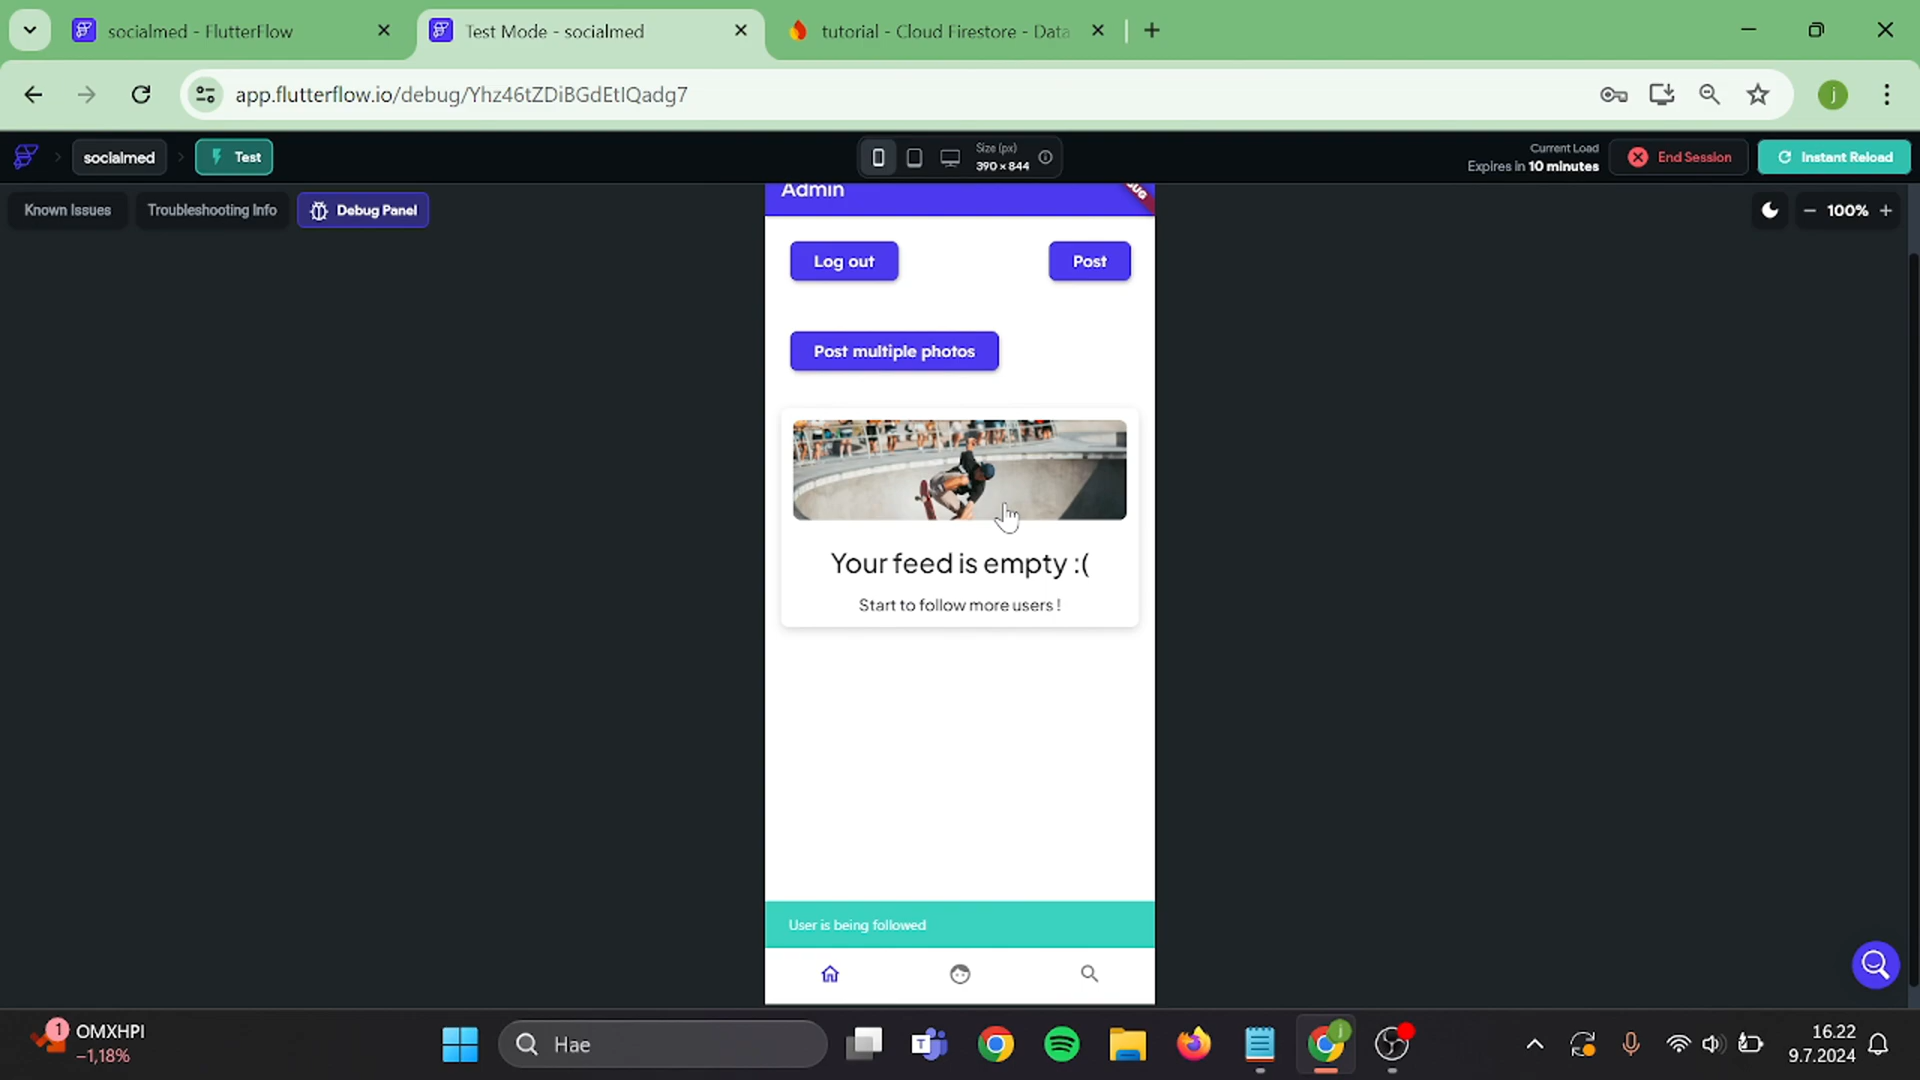 socialmed - FlutterFlow
Test Mode - socialmed
tutorial - Cloud Firestore - Data
app.flutterflow.io/debug/Yhz46tZDiBGdEtIQadg7
j
socialmed
Test
Size (px)
390 × 844
Current Load
Expires in 10 minutes
End Session
Instant Reload
Known Issues
Troubleshooting Info
Debug Panel
100%
Admin
Log out
Post
Post multiple photos
Your feed is empty :(
Start to follow more users !
User is being followed
1
OMXHPI
-1,18%
Hae
T
j
16.22
9.7.2024